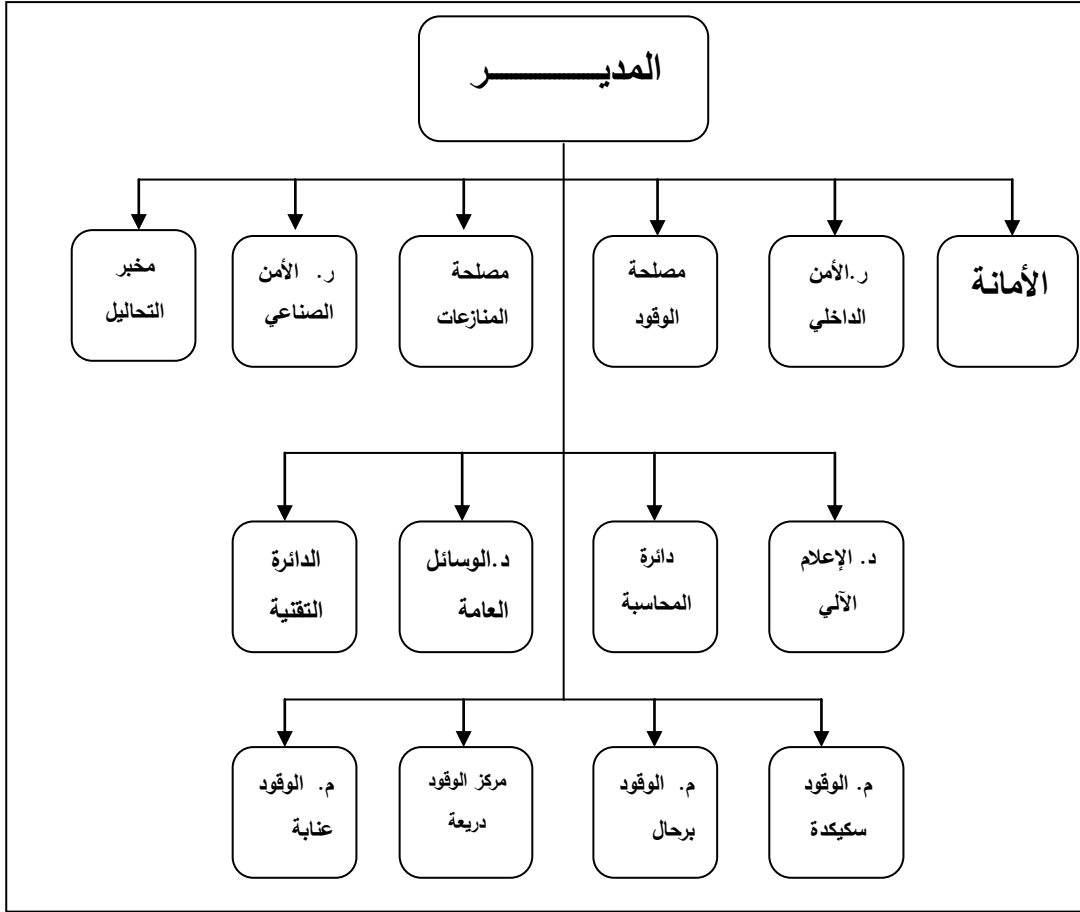 المديـــــــــــر
الأمانة
ر.الأمن
الداخلي
مصلحة
الوقود
مصلحة
المنازعات
ر. الأمن
الصناعي
مخبر
التحاليل
د. الإعلام
الآلي
دائرة
المحاسبة
د.الوسائل
العامة
الدائرة
التقنية
م. الوقود
سكيكدة
م. الوقود
برحال
مركز الوقود
دريعة
م. الوقود
عنابة